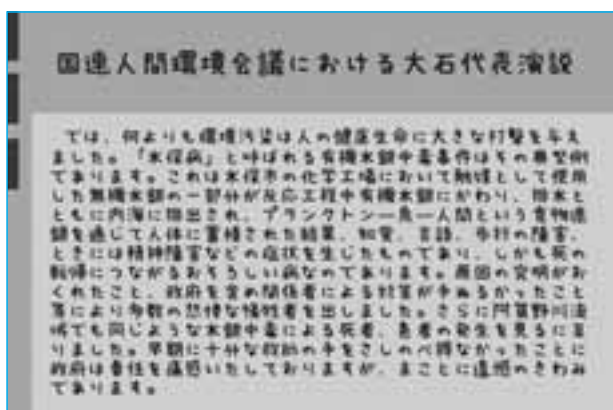 国連人間環境会議における大石代表演説
では、何よりも環境汚染は人の健康生命に大きな打撃を与え
ました。「水俣病」と呼ばれる有機水銀中毒事件はその典型例
であります。これは水俣市の化学工場において触媒として使用
した無機水銀の一部分が反応工程中有機水銀にかわり、排水と
ともに内海に排出され、プランクトン―魚―人間という食物連
鎖を通じて人体に蓄積された結果、知覚、言語、歩行の障害、
ときには精神障害などの症状を生じたものであり、しかも死の
転帰につながるおそろしい病なのであります。原因の究明がお
くれたこと、政府を含め関係者による対策が手ぬるかったこと
等により多数の悲惨な犠牲者を出しました。さらに阿賀野川流
域でも同じような水銀中毒による死者、患者の発生を見るに至
りました。早期に十分な救助の手をさしのべ得なかったことに
政府は責任を痛感いたしておりますが、まことに遺憾のきわみ
であります。